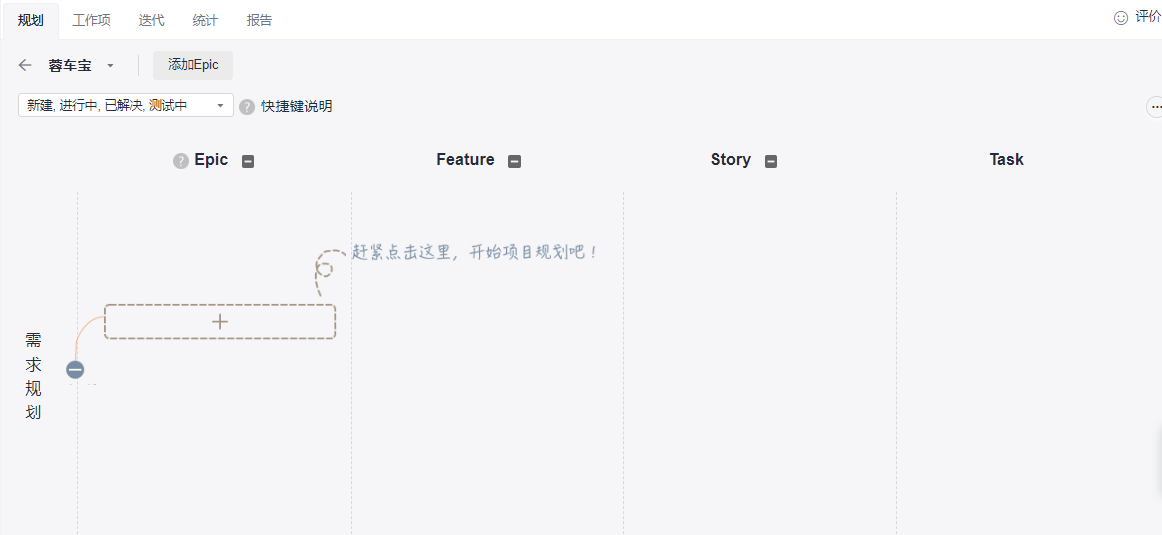 规划 工作项 迭代 统计 报告 评价
蓉车宝 添加Epic
新建, 进行中, 已解决, 测试中 ? 快捷键说明
? Epic Feature Story Task
赶紧点击这里，开始项目规划吧！
需
求
规
划